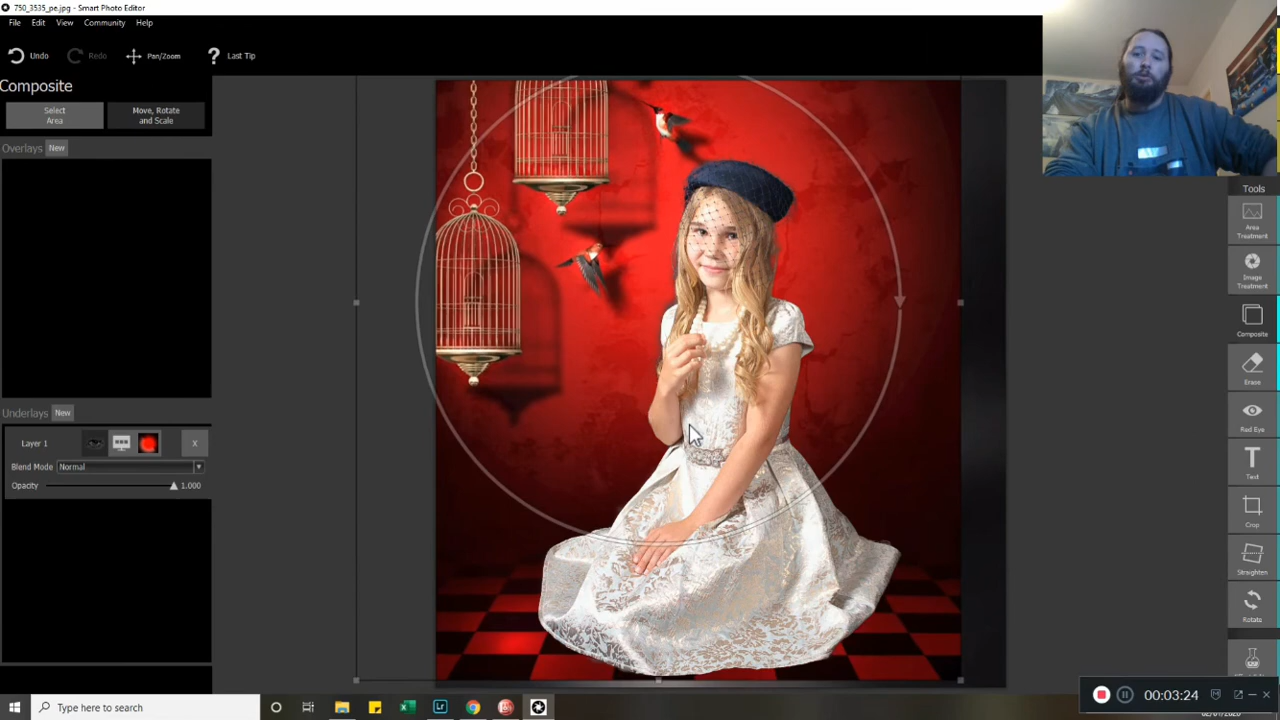 750_3535_pe.jpg - Smart Photo Editor
File Edit View Community Help
Undo Redo Pan/Zoom ? Last Tip
Composite
Select
Area
Move, Rotate
and Scale
Overlays New
Underlays New
Layer 1 X
Blend Mode Normal
Opacity 1.000
Tools
Area
Treatment
Image
Treatment
Composite
Erase
Red Eye
T
Text
Crop
Straighten
Rotate
Type here to search
Lr
00:03:24